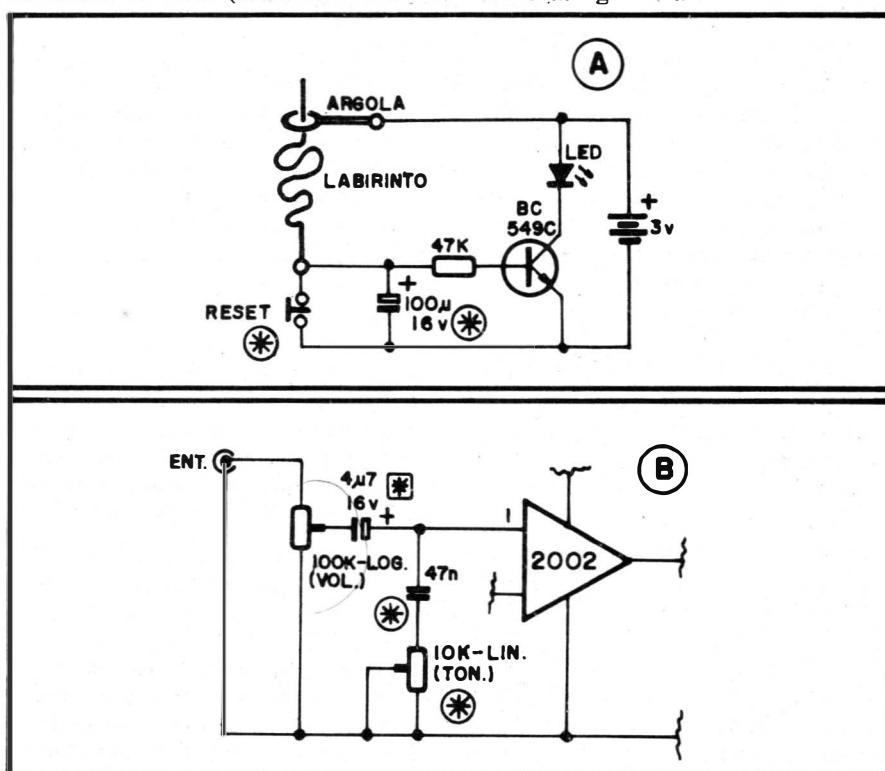 A
ARGOLA
LABIRINTO
LED
BC
549C
+
3v
47K
+
100µ
16v
RESET
ENT.
B
4µ7
16v
+
1
2002
100K-LOG.
(VOL.)
47n
10K-LIN.
(TON.)